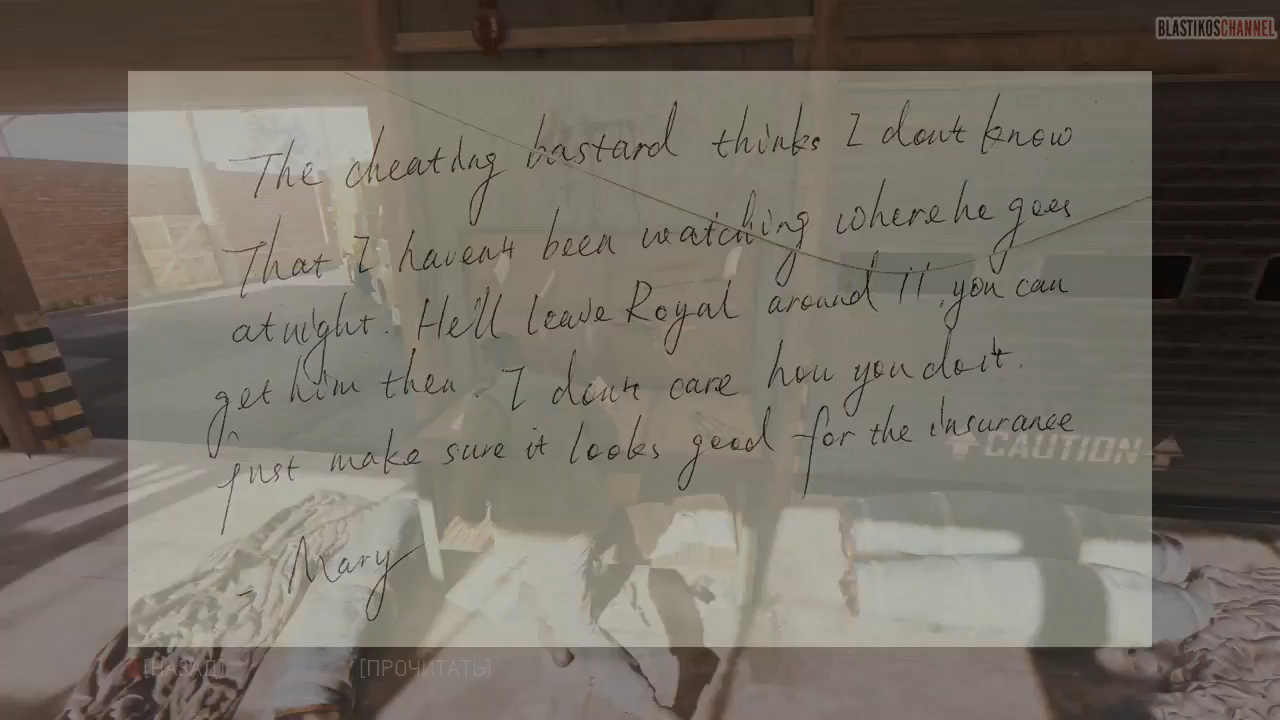 BLASTIKOSCHANNEL
The cheating bastard thinks I dont know
That I havent been watching where he goes
at night. He'll leave Royal around 11, you can
get him then. I dont care how you do it.
just make sure it looks good for the insurance
CAUTION
- Mary
[НАЗАД] [ПРОЧИТАТЬ]